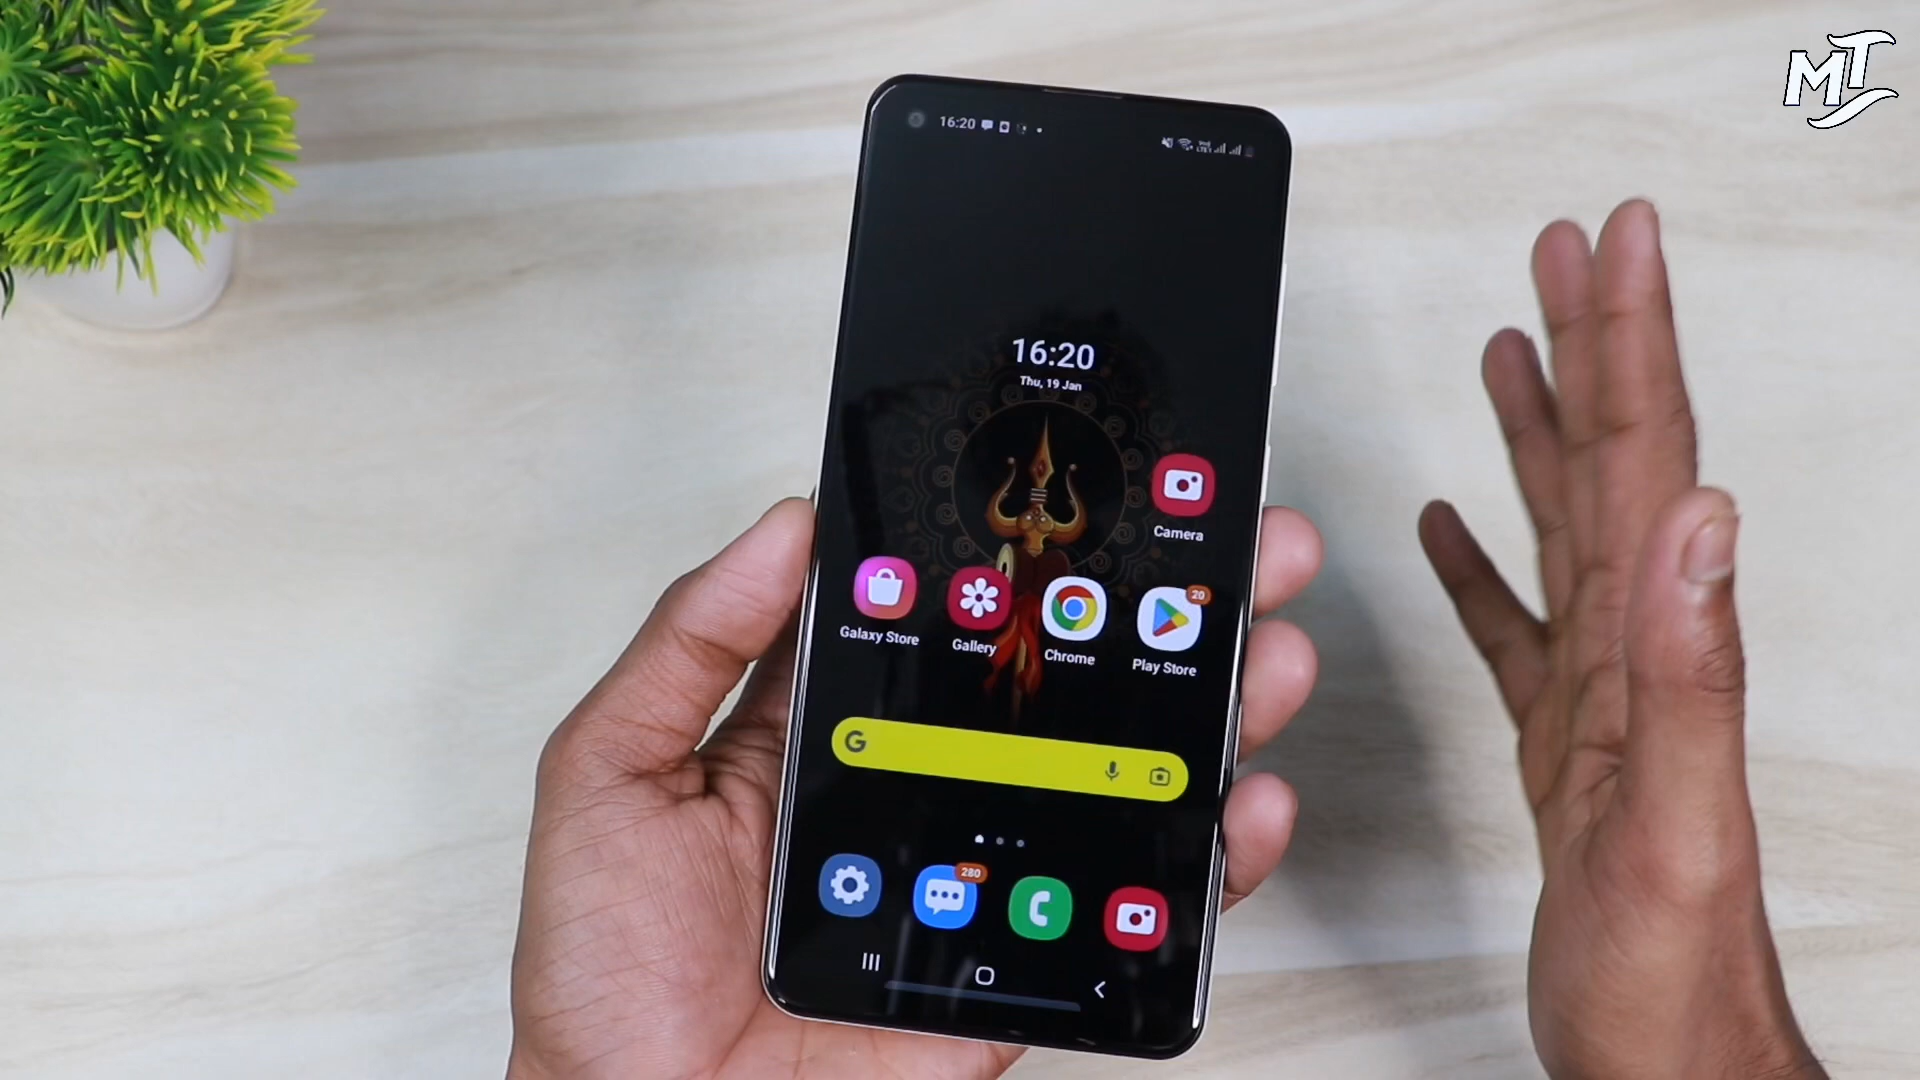 MT
16:20
16:20
Thu, 19 Jan
Camera
Galaxy Store
Gallery
Chrome
20
Play Store
G
280